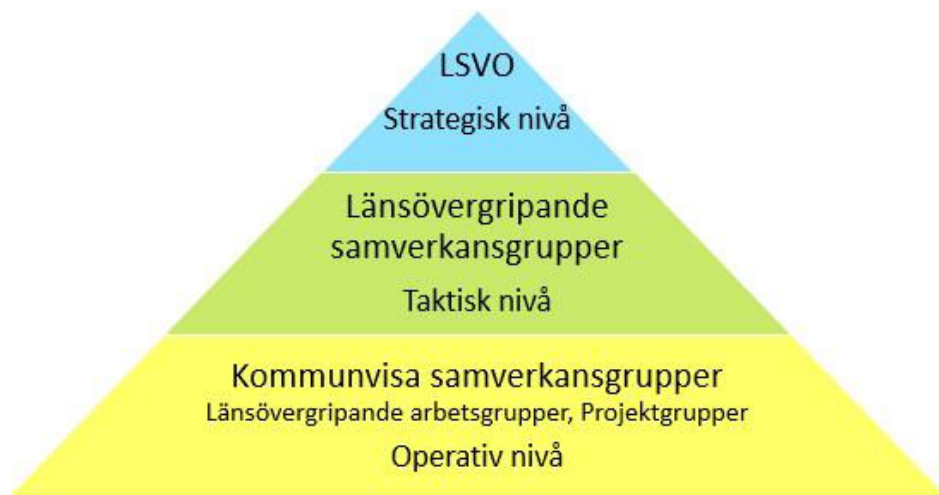 LSVO
Strategisk nivå
Länsövergripande
samverkansgrupper
Taktisk nivå
Kommunvisa samverkansgrupper
Länsövergripande arbetsgrupper, Projektgrupper
Operativ nivå